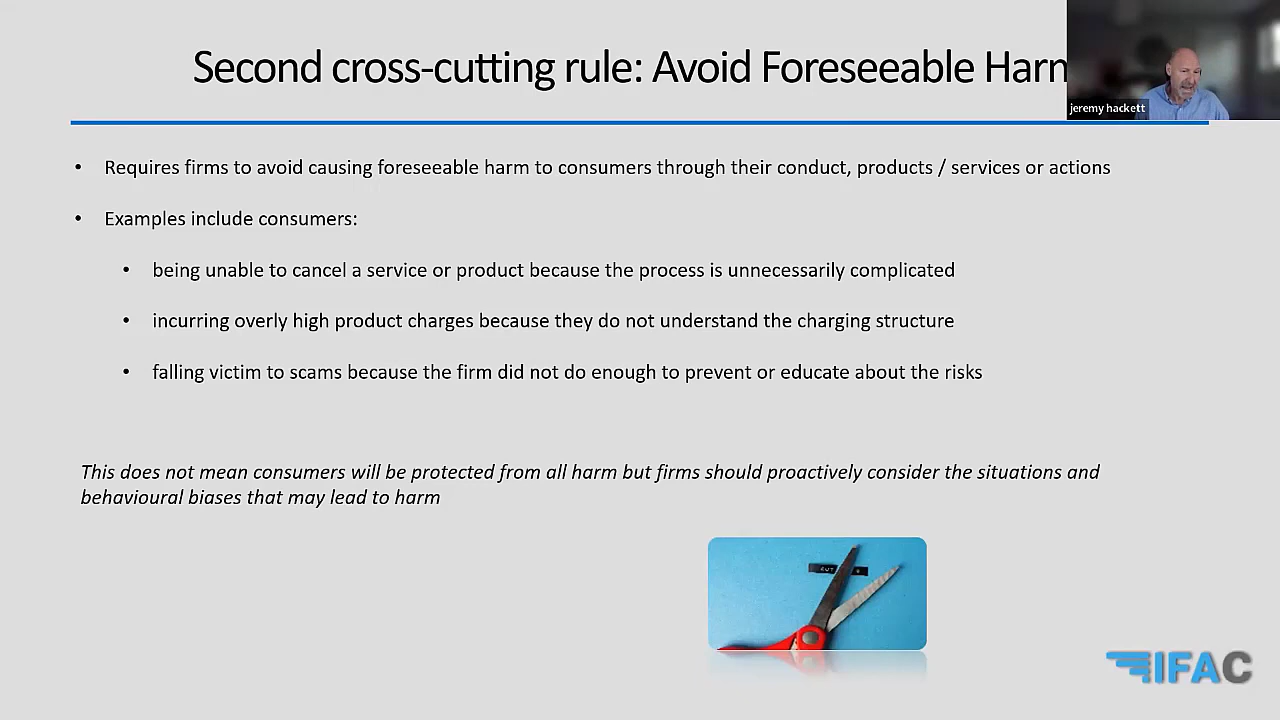 Second cross-cutting rule: Avoid Foreseeable
jeremy hackett
• Requires firms to avoid causing foreseeable harm to consumers through their conduct, products / services or actions
• Examples include consumers:
• being unable to cancel a service or product because the process is unnecessarily complicated
• incurring overly high product charges because they do not understand the charging structure
• falling victim to scams because the firm did not do enough to prevent or educate about the risks
This does not mean consumers will be protected from all harm but firms should proactively consider the situations and
behavioural biases that may lead to harm
IFAC